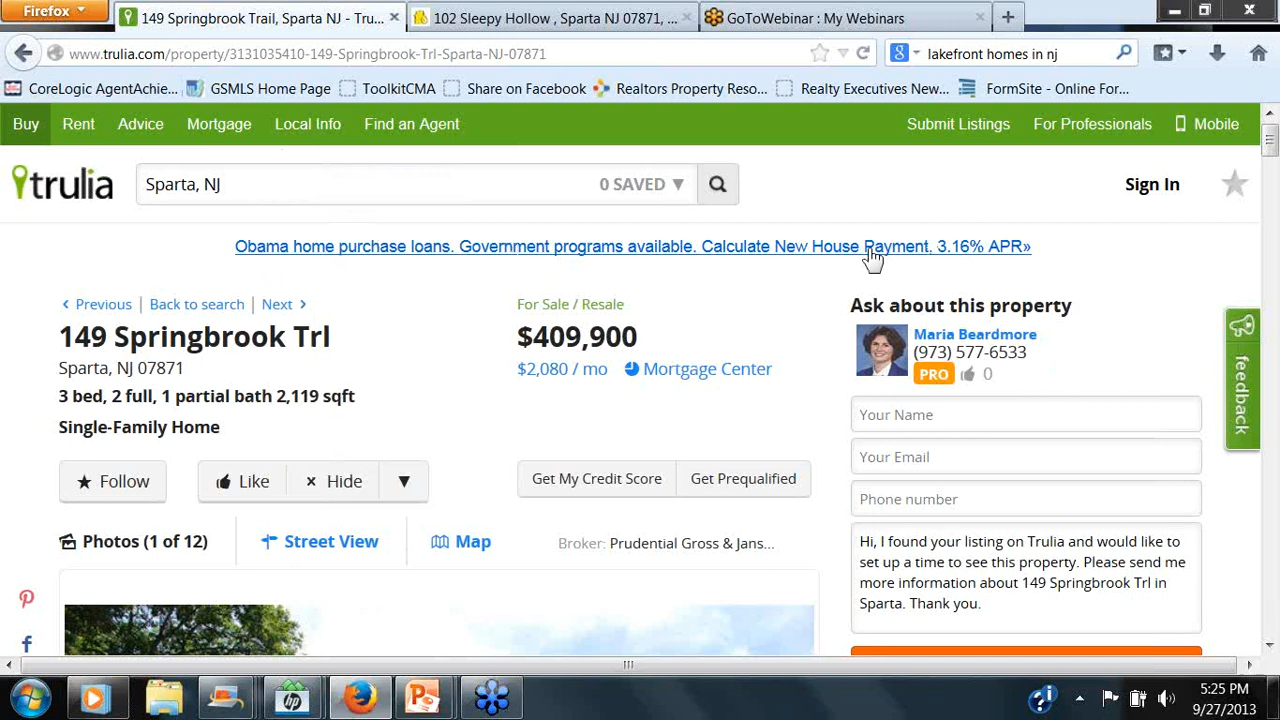 Firefox
149 Springbrook Trail, Sparta NJ - Tru...
102 Sleepy Hollow , Sparta NJ 07871, ...
GoToWebinar : My Webinars
www.trulia.com/property/3131035410-149-Springbrook-Trl-Sparta-NJ-07871
lakefront homes in nj
CoreLogic AgentAchie... GSMLS Home Page ToolkitCMA Share on Facebook Realtors Property Reso... Realty Executives New... FormSite - Online For...
Buy Rent Advice Mortgage Local Info Find an Agent Submit Listings For Professionals Mobile
trulia
Sparta, NJ
0 SAVED ▼
Sign In
Obama home purchase loans. Government programs available. Calculate New House Payment. 3.16% APR»
‹ Previous | Back to search | Next ›
149 Springbrook Trl
Sparta, NJ 07871
3 bed, 2 full, 1 partial bath 2,119 sqft
Single-Family Home
For Sale / Resale
$409,900
$2,080 / mo Mortgage Center
Follow Like × Hide ▼
Get My Credit Score Get Prequalified
Photos (1 of 12) Street View Map
Broker: Prudential Gross & Jans...
Ask about this property
Maria Beardmore
(973) 577-6533
PRO 0
Your Name
Your Email
Phone number
Hi, I found your listing on Trulia and would like to
set up a time to see this property. Please send me
more information about 149 Springbrook Trl in
Sparta. Thank you.
feedback
5:25 PM
9/27/2013